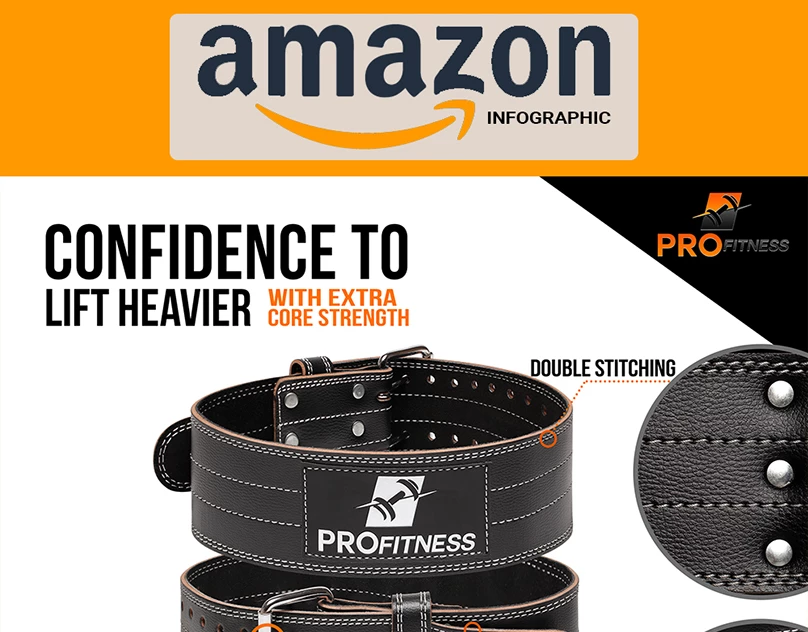 amazon
INFOGRAPHIC
PROFITNESS
CONFIDENCE TO
LIFT HEAVIER
WITH EXTRA
CORE STRENGTH
DOUBLE STITCHING
PROFITNESS